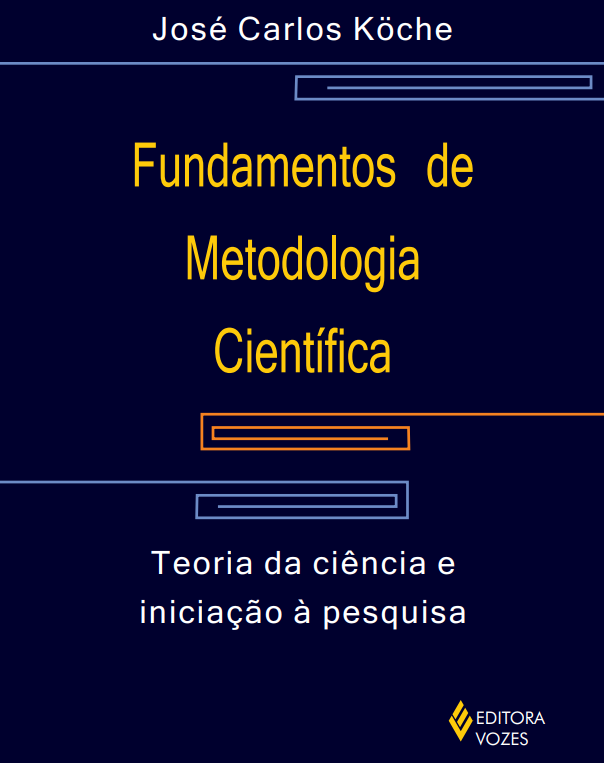 José Carlos Köche
Fundamentos de
Metodologia
Científica
Teoria da ciência e
iniciação à pesquisa
EDITORA
VOZES